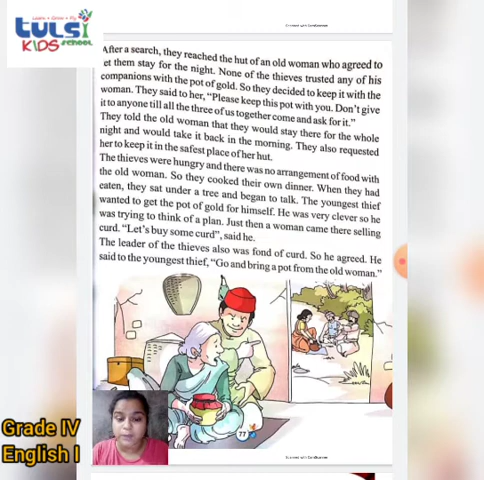 Learn • Grow • Fly
tulsi
KIDS school
Scanned with CamScanner
After a search, they reached the hut of an old woman who agreed to
et them stay for the night. None of the thieves trusted any of his
companions with the pot of gold. So they decided to keep it with the
woman. They said to her, “Please keep this pot with you. Don't give
it to anyone till all the three of us together come and ask for it.”
They told the old woman that they would stay there for the whole
night and would take it back in the morning. They also requested
her to keep it in the safest place of her hut.
The thieves were hungry and there was no arrangement of food with
the old woman. So they cooked their own dinner. When they had
eaten, they sat under a tree and began to talk. The youngest thief
wanted to get the pot of gold for himself. He was very clever so he
was trying to think of a plan. Just then a woman came there selling
curd. “Let's buy some curd”, said he.
The leader of the thieves also was fond of curd. So he agreed. He
said to the youngest thief, “Go and bring a pot from the old woman.”
77
Grade IV
English I
Scanned with CamScanner